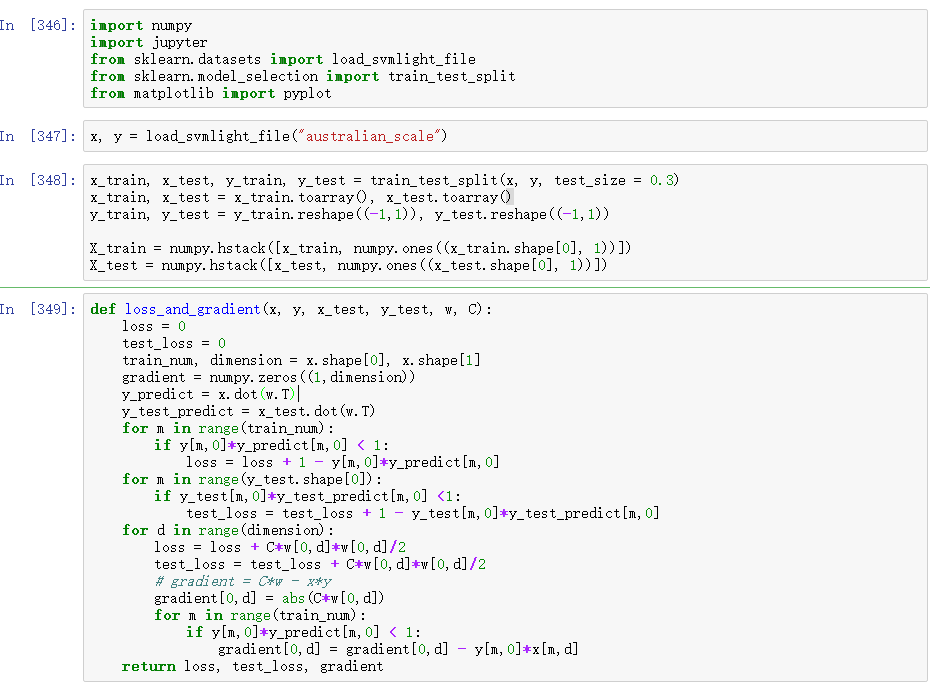 In [346]:
import numpy
import jupyter
from sklearn.datasets import load_svmlight_file
from sklearn.model_selection import train_test_split
from matplotlib import pyplot
In [347]:
x, y = load_svmlight_file("australian_scale")
In [348]:
x_train, x_test, y_train, y_test = train_test_split(x, y, test_size = 0.3)
x_train, x_test = x_train.toarray(), x_test.toarray()
y_train, y_test = y_train.reshape((-1,1)), y_test.reshape((-1,1))
X_train = numpy.hstack([x_train, numpy.ones((x_train.shape[0], 1))])
X_test = numpy.hstack([x_test, numpy.ones((x_test.shape[0], 1))])
In [349]:
def loss_and_gradient(x, y, x_test, y_test, w, C):
    loss = 0
    test_loss = 0
    train_num, dimension = x.shape[0], x.shape[1]
    gradient = numpy.zeros((1,dimension))
    y_predict = x.dot(w.T)
    y_test_predict = x_test.dot(w.T)
    for m in range(train_num):
        if y[m,0]*y_predict[m,0] < 1:
            loss = loss + 1 - y[m,0]*y_predict[m,0]
    for m in range(y_test.shape[0]):
        if y_test[m,0]*y_test_predict[m,0] <1:
            test_loss = test_loss + 1 - y_test[m,0]*y_test_predict[m,0]
    for d in range(dimension):
        loss = loss + C*w[0,d]*w[0,d]/2
        test_loss = test_loss + C*w[0,d]*w[0,d]/2
        # gradient = C*w - x*y
        gradient[0,d] = abs(C*w[0,d])
        for m in range(train_num):
            if y[m,0]*y_predict[m,0] < 1:
                gradient[0,d] = gradient[0,d] - y[m,0]*x[m,d]
    return loss, test_loss, gradient